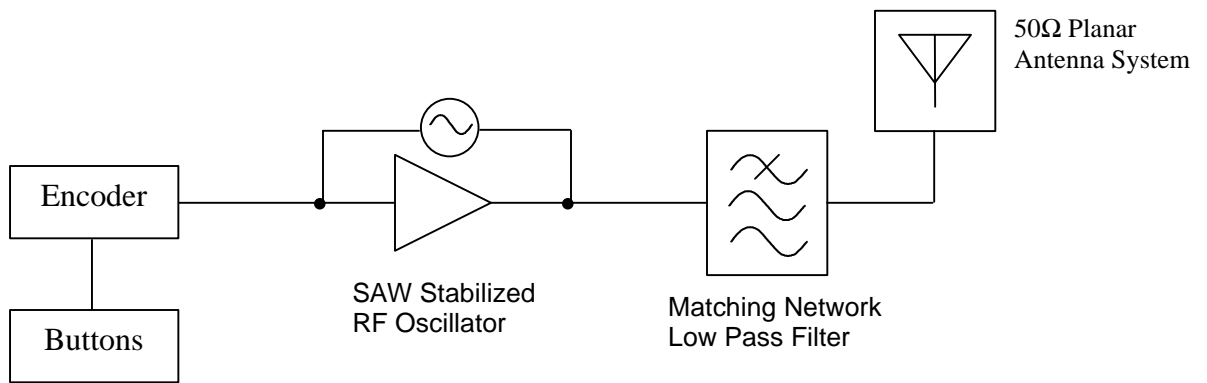 50Ω Planar
Antenna System
Encoder
SAW Stabilized
RF Oscillator
Matching Network
Low Pass Filter
Buttons